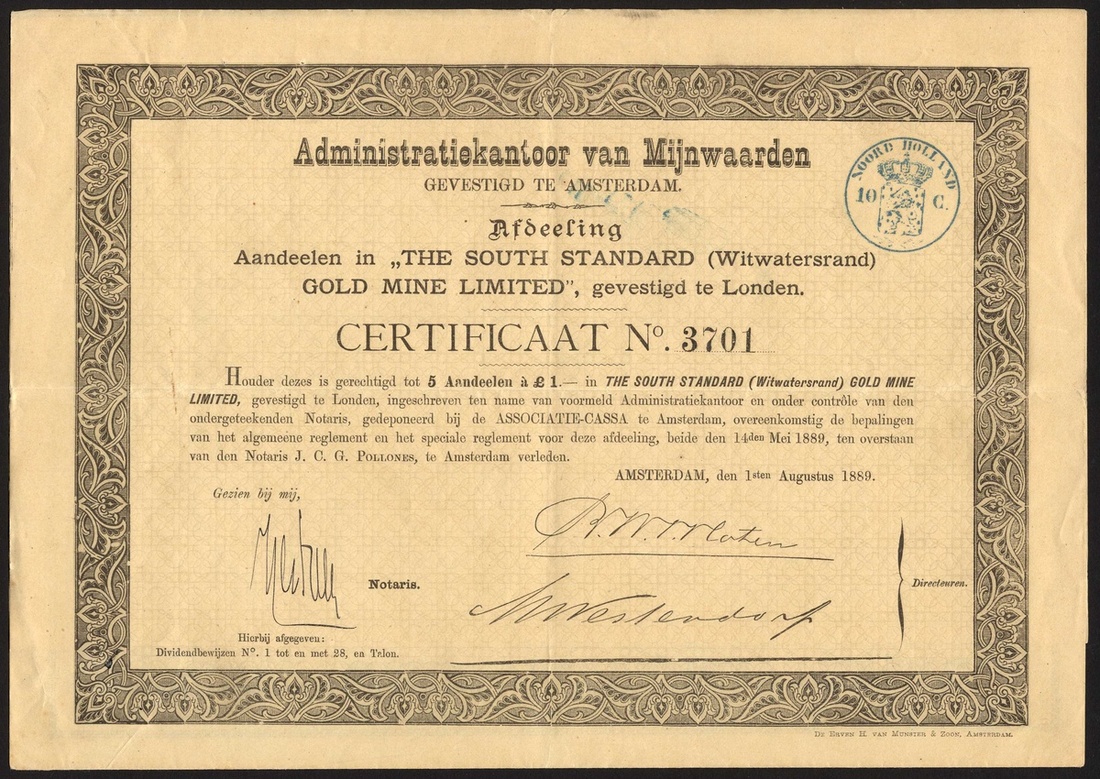 Administratiekantoor van Mijnwaarden
GEVESTIGD TE AMSTERDAM.
NOORD HOLLAND
10 C.
Afdeeling
Aandeelen in „THE SOUTH STANDARD (Witwatersrand)
GOLD MINE LIMITED”, gevestigd te Londen.
CERTIFICAAT No. 3701
Houder dezes is gerechtigd tot 5 Aandeelen à £ 1.— in THE SOUTH STANDARD (Witwatersrand) GOLD MINE
LIMITED, gevestigd te Londen, ingeschreven ten name van voormeld Administratiekantoor en onder contrôle van den
ondergeteekenden Notaris, gedeponeerd bij de ASSOCIATIE-CASSA te Amsterdam, overeenkomstig de bepalingen
van het algemeene reglement en het speciale reglement voor deze afdeeling, beide den 14den Mei 1889, ten overstaan
van den Notaris J. C. G. POLLONES, te Amsterdam verleden.
AMSTERDAM, den 1sten Augustus 1889.
Gezien bij mij,
Notaris.
MWestendorp
Directeuren.
Hierbij afgegeven:
Dividendbewijzen No. 1 tot en met 28, en Talon.
DE ERVEN H. VAN MUNSTER & ZOON, AMSTERDAM.